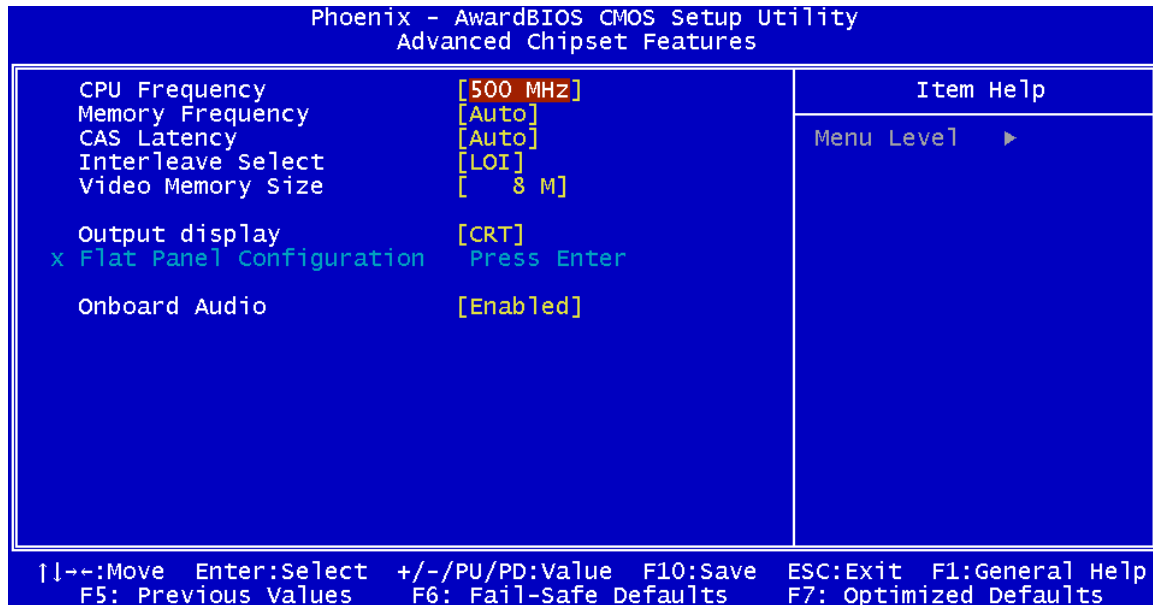 Phoenix - AwardBIOS CMOS Setup Utility
Advanced Chipset Features
CPU Frequency [500 MHz]
Memory Frequency [Auto]
CAS Latency [Auto]
Interleave Select [LOI]
Video Memory Size [ 8 M]
Output display [CRT]
x Flat Panel Configuration Press Enter
Onboard Audio [Enabled]
Item Help
Menu Level ▶
↑↓→←:Move Enter:Select +/-/PU/PD:Value F10:Save ESC:Exit F1:General Help
F5: Previous Values F6: Fail-Safe Defaults F7: Optimized Defaults